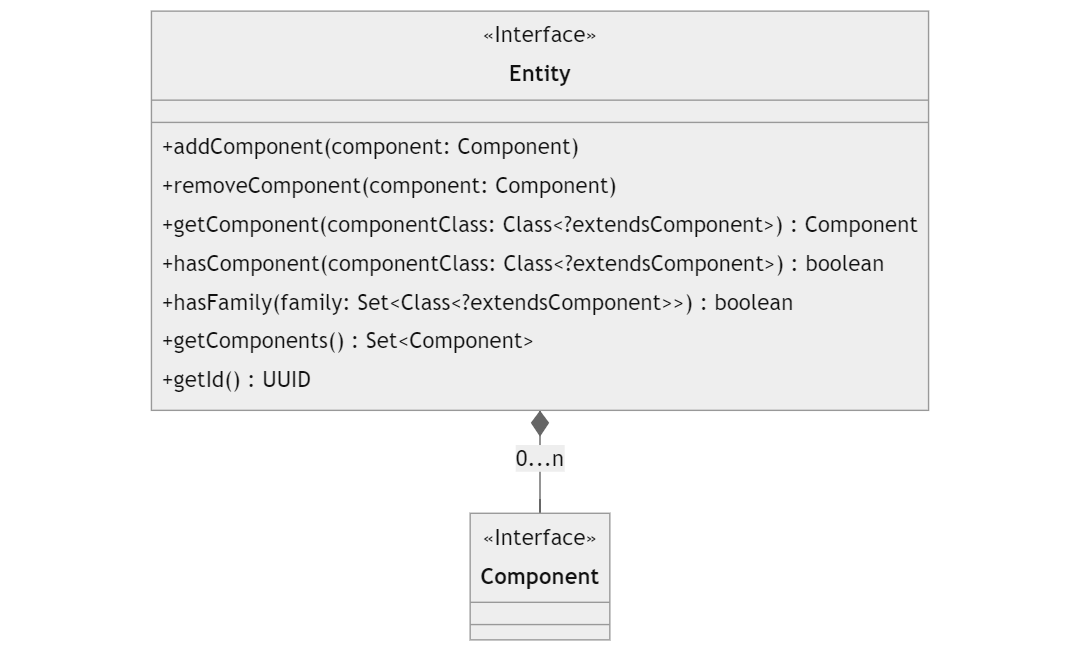 «Interface»
Entity
+addComponent(component: Component)
+removeComponent(component: Component)
+getComponent(componentClass: Class<?extendsComponent>) : Component
+hasComponent(componentClass: Class<?extendsComponent>) : boolean
+hasFamily(family: Set<Class<?extendsComponent>>) : boolean
+getComponents() : Set<Component>
+getId() : UUID
0...n
«Interface»
Component